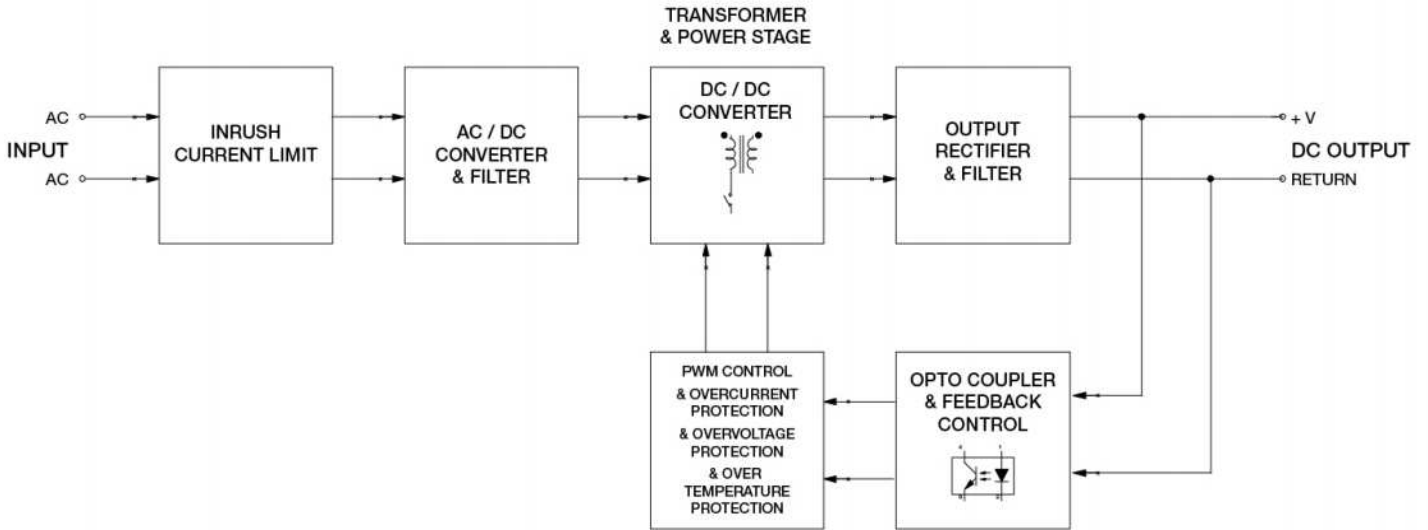 TRANSFORMER
& POWER STAGE
INPUT
AC
AC
INRUSH
CURRENT LIMIT
AC / DC
CONVERTER
& FILTER
DC / DC
CONVERTER
OUTPUT
RECTIFIER
& FILTER
+ V
DC OUTPUT
RETURN
PWM CONTROL
& OVERCURRENT
PROTECTION
& OVERVOLTAGE
PROTECTION
& OVER
TEMPERATURE
PROTECTION
OPTO COUPLER
& FEEDBACK
CONTROL